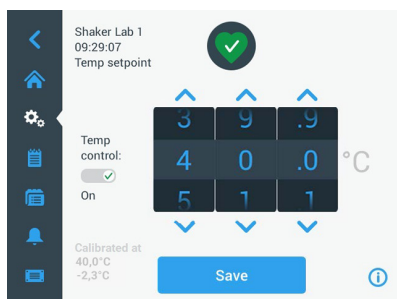 Shaker Lab 1
09:29:07
Temp setpoint
3 9 .9
Temp
control:
4 0 .0 °C
On
5 1 .1
Calibrated at
40,0°C
-2,3°C
Save